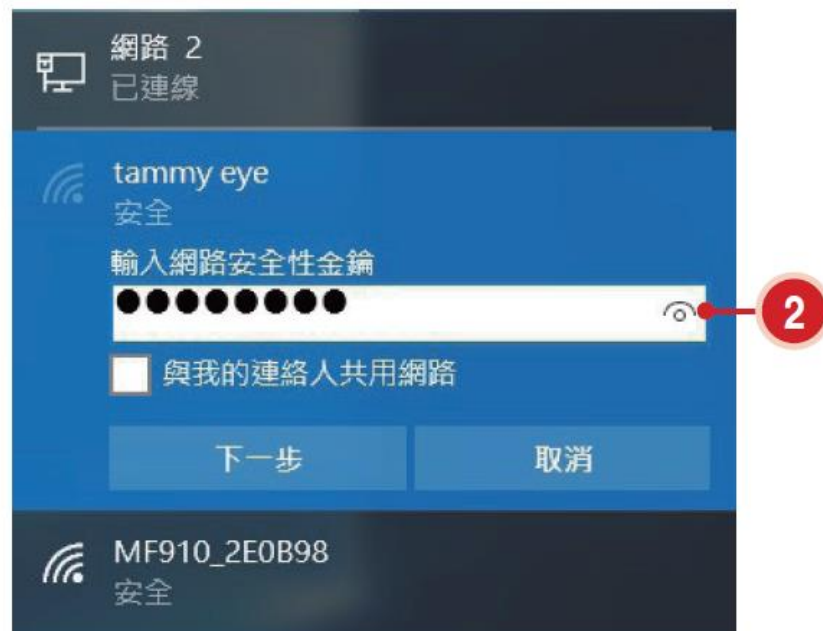 網路 2
已連線
tammy eye
安全
輸入網路安全性金鑰
●●●●●●●●
2
與我的連絡人共用網路
下一步
取消
MF910_2E0B98
安全